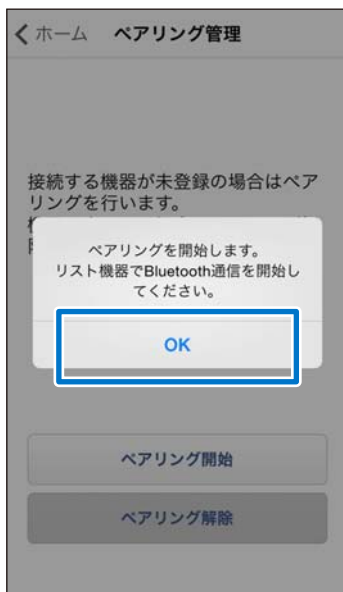 ホーム ペアリング管理
接続する機器が未登録の場合はペア
リングを行います。
ペアリングを開始します。
リスト機器でBluetooth通信を開始し
てください。
OK
ペアリング開始
ペアリング解除